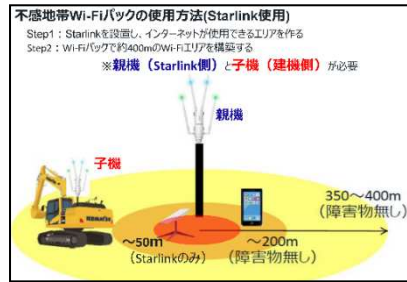 不感地帯Wi-Fiパックの使用方法(Starlink使用)
Step1：Starlinkを設置し、インターネットが使用できるエリアを作る
Step2：Wi-Fiパックで約400mのWi-Fiエリアを構築する
※親機（Starlink側）と子機（建機側）が必要
親機
子機
KOMATSU
350～400m
(障害物無し)
～50m
(Starlinkのみ)
～200m
(障害物無し)